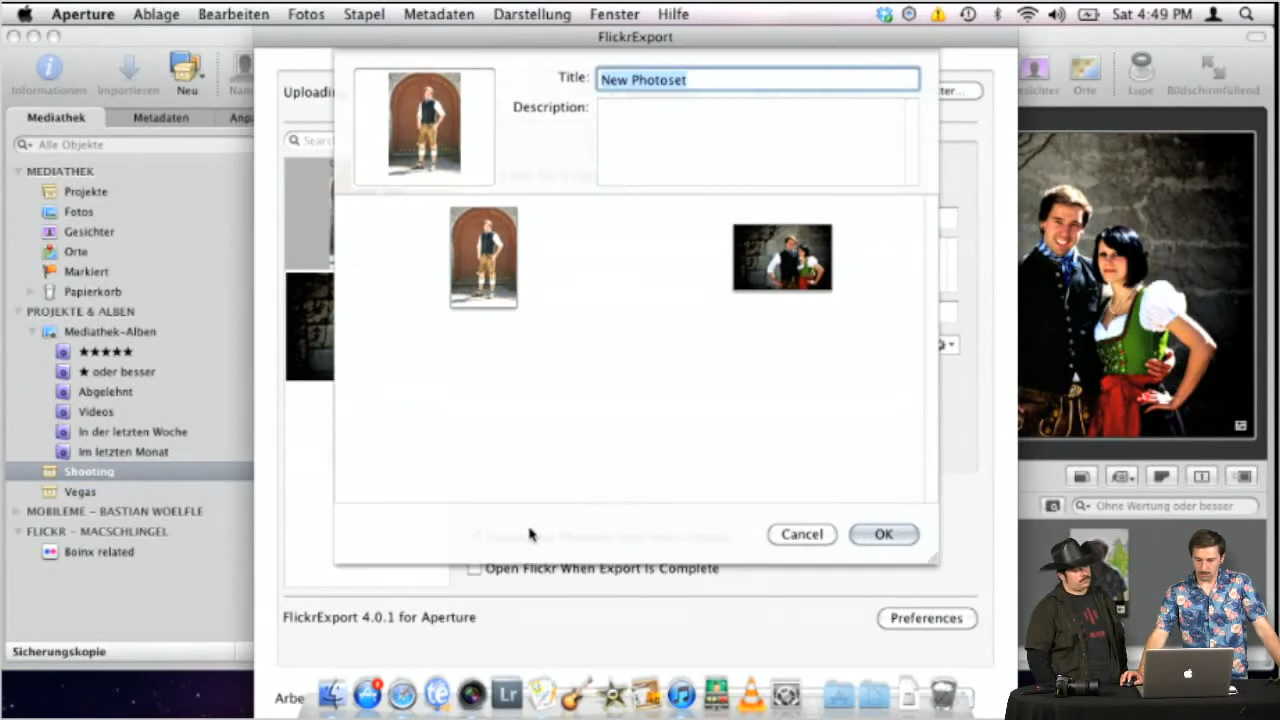 Aperture Ablage Bearbeiten Fotos Stapel Metadaten Darstellung Fenster Hilfe Sat 4:49 PM
FlickrExport
Informationen Importieren Neu
Orte Lupe Bildschirmfüllend
Mediathek Metadaten
Alle Objekte
MEDIATHEK
Projekte
Fotos
Gesichter
Orte
Markiert
Papierkorb
PROJEKTE & ALBEN
Mediathek-Alben
★★★★★
★ oder besser
Abgelehnt
Videos
In der letzten Woche
Im letzten Monat
Shooting
Vegas
MOBILEME – BASTIAN WOELFLE
FLICKR – MACSCHLINGEL
Boinx related
Sicherungskopie
Title: New Photoset
Description:
Cancel OK
Open Flickr When Export Is Complete
FlickrExport 4.0.1 for Aperture
Preferences
Ohne Wertung oder besser
Lr